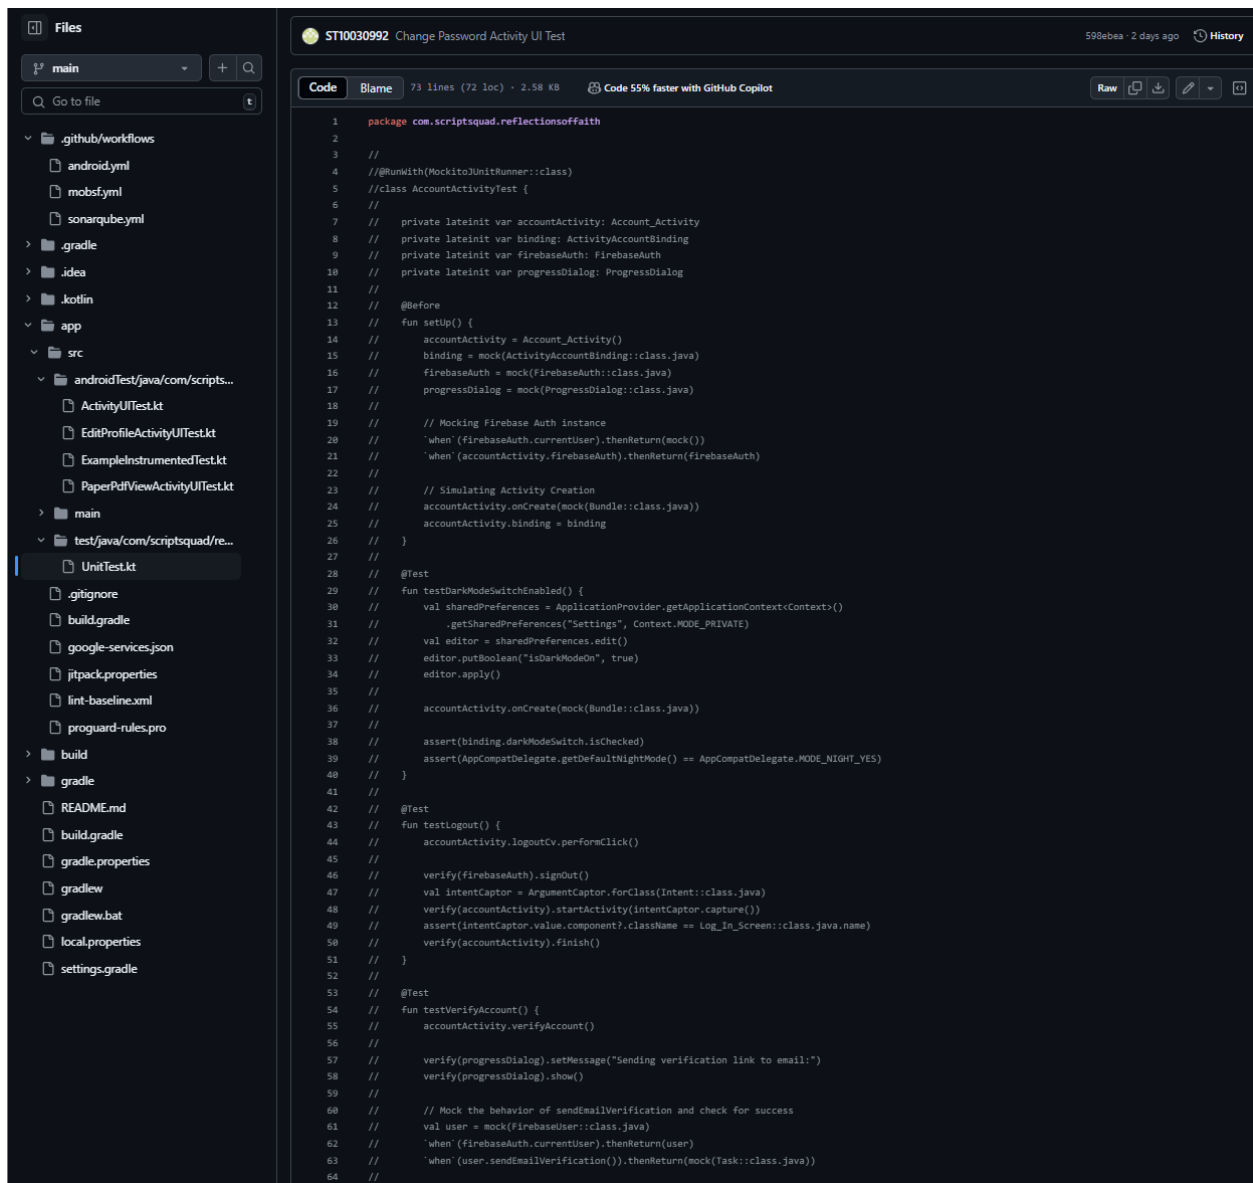 Files
main
Go to file
t
.github/workflows
android.yml
mobsf.yml
sonarqube.yml
.gradle
.idea
.kotlin
app
src
androidTest/java/com/scripts...
ActivityUITest.kt
EditProfileActivityUITest.kt
ExampleInstrumentedTest.kt
PaperPdfViewActivityUITest.kt
main
test/java/com/scriptsquad/re...
UnitTest.kt
.gitignore
build.gradle
google-services.json
jitpack.properties
lint-baseline.xml
proguard-rules.pro
build
gradle
README.md
build.gradle
gradle.properties
gradlew
gradlew.bat
local.properties
settings.gradle
ST10030992 Change Password Activity UI Test 598ebea · 2 days ago History
Code Blame 73 lines (72 loc) · 2.58 KB Code 55% faster with GitHub Copilot Raw
1 package com.scriptsquad.reflectionsoffaith
2
3 //
4 //@RunWith(MockitoJUnitRunner::class)
5 //class AccountActivityTest {
6 //
7 //    private lateinit var accountActivity: Account_Activity
8 //    private lateinit var binding: ActivityAccountBinding
9 //    private lateinit var firebaseAuth: FirebaseAuth
10 //    private lateinit var progressDialog: ProgressDialog
11 //
12 //    @Before
13 //    fun setUp() {
14 //        accountActivity = Account_Activity()
15 //        binding = mock(ActivityAccountBinding::class.java)
16 //        firebaseAuth = mock(FirebaseAuth::class.java)
17 //        progressDialog = mock(ProgressDialog::class.java)
18 //
19 //        // Mocking Firebase Auth instance
20 //        `when`(firebaseAuth.currentUser).thenReturn(mock())
21 //        `when`(accountActivity.firebaseAuth).thenReturn(firebaseAuth)
22 //
23 //        // Simulating Activity Creation
24 //        accountActivity.onCreate(mock(Bundle::class.java))
25 //        accountActivity.binding = binding
26 //    }
27 //
28 //    @Test
29 //    fun testDarkModeSwitchEnabled() {
30 //        val sharedPreferences = ApplicationProvider.getApplicationContext<Context>()
31 //            .getSharedPreferences("Settings", Context.MODE_PRIVATE)
32 //        val editor = sharedPreferences.edit()
33 //        editor.putBoolean("isDarkModeOn", true)
34 //        editor.apply()
35 //
36 //        accountActivity.onCreate(mock(Bundle::class.java))
37 //
38 //        assert(binding.darkModeSwitch.isChecked)
39 //        assert(AppCompatDelegate.getDefaultNightMode() == AppCompatDelegate.MODE_NIGHT_YES)
40 //    }
41 //
42 //    @Test
43 //    fun testLogout() {
44 //        accountActivity.logoutCv.performClick()
45 //
46 //        verify(firebaseAuth).signOut()
47 //        val intentCaptor = ArgumentCaptor.forClass(Intent::class.java)
48 //        verify(accountActivity).startActivity(intentCaptor.capture())
49 //        assert(intentCaptor.value.component?.className == Log_In_Screen::class.java.name)
50 //        verify(accountActivity).finish()
51 //    }
52 //
53 //    @Test
54 //    fun testVerifyAccount() {
55 //        accountActivity.verifyAccount()
56 //
57 //        verify(progressDialog).setMessage("Sending verification link to email:")
58 //        verify(progressDialog).show()
59 //
60 //        // Mock the behavior of sendEmailVerification and check for success
61 //        val user = mock(FirebaseUser::class.java)
62 //        `when`(firebaseAuth.currentUser).thenReturn(user)
63 //        `when`(user.sendEmailVerification()).thenReturn(mock(Task::class.java))
64 //